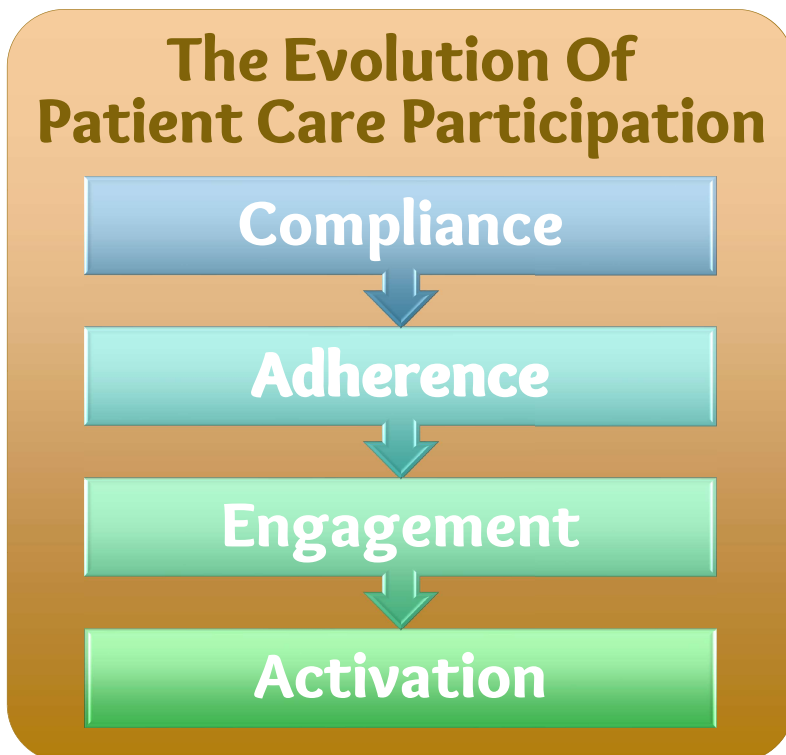 The Evolution Of
Patient Care Participation
Compliance
Adherence
Engagement
Activation